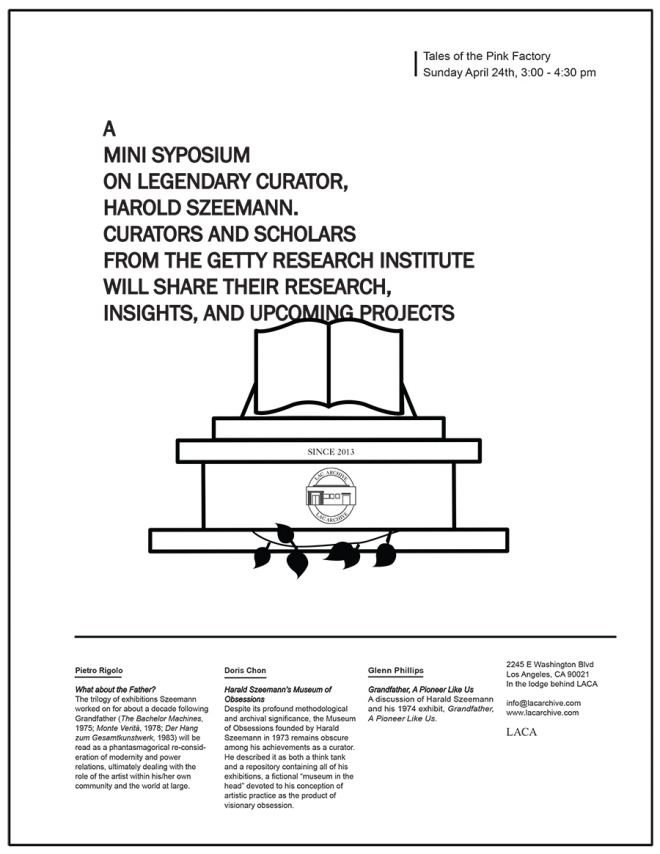 Tales of the Pink Factory
Sunday April 24th, 3:00 - 4:30 pm
A
MINI SYPOSIUM
ON LEGENDARY CURATOR,
HAROLD SZEEMANN.
CURATORS AND SCHOLARS
FROM THE GETTY RESEARCH INSTITUTE
WILL SHARE THEIR RESEARCH,
INSIGHTS, AND UPCOMING PROJECTS
SINCE 2013
LAC ARCHIVE
LACARCHIVE
Pietro Rigolo
What about the Father?
The trilogy of exhibitions Szeemann
worked on for about a decade following
Grandfather (The Bachelor Machines,
1975; Monte Verità, 1978; Der Hang
zum Gesamtkunstwerk, 1983) will be
read as a phantasmagorical re-consid-
eration of modernity and power
relations, ultimately dealing with the
role of the artist within his/her own
community and the world at large.
Doris Chon
Harald Szeemann's Museum of
Obsessions
Despite its profound methodological
and archival significance, the Museum
of Obsessions founded by Harald
Szeemann in 1973 remains obscure
among his achievements as a curator.
He described it as both a think tank
and a repository containing all of his
exhibitions, a fictional “museum in the
head” devoted to his conception of
artistic practice as the product of
visionary obsession.
Glenn Phillips
Grandfather, A Pioneer Like Us
A discussion of Harald Szeemann
and his 1974 exhibit, Grandfather,
A Pioneer Like Us.
2245 E Washington Blvd
Los Angeles, CA 90021
In the lodge behind LACA
info@lacarchive.com
www.lacarchive.com
LACA